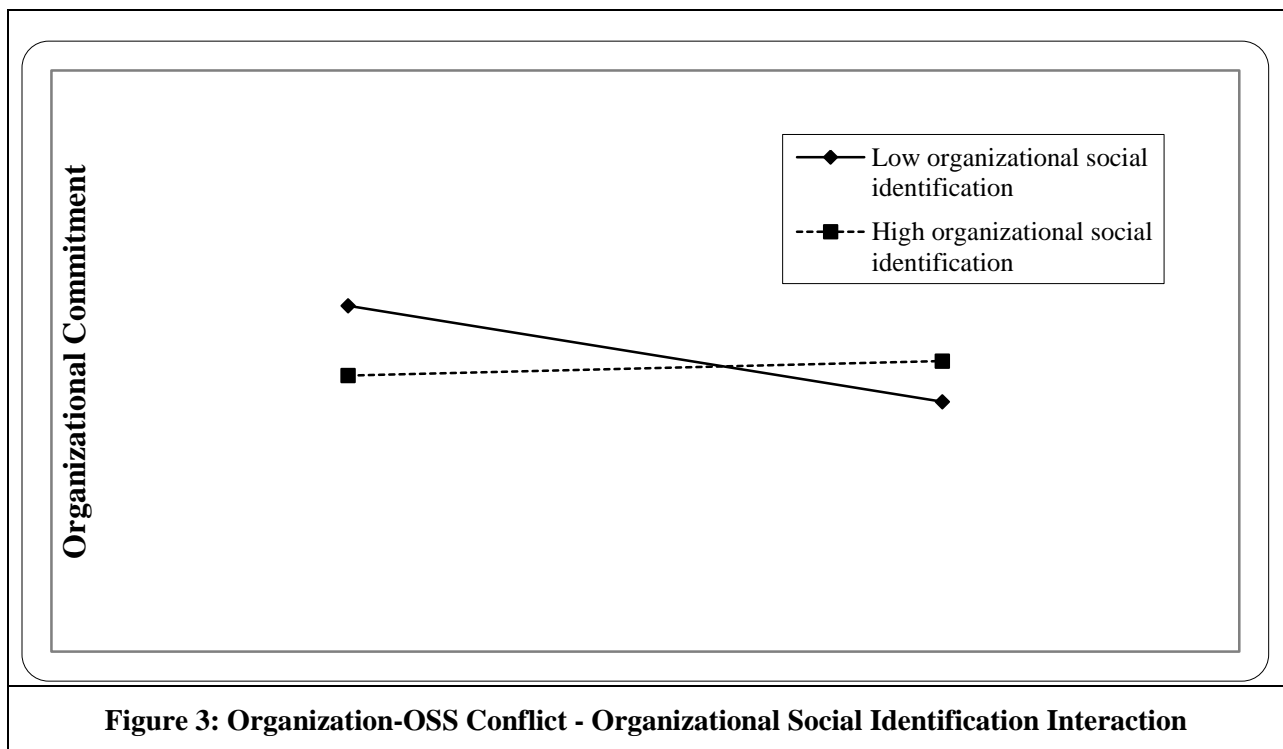 Organizational Commitment
Low organizational social
identification
High organizational social
identification
Figure 3: Organization-OSS Conflict - Organizational Social Identification Interaction